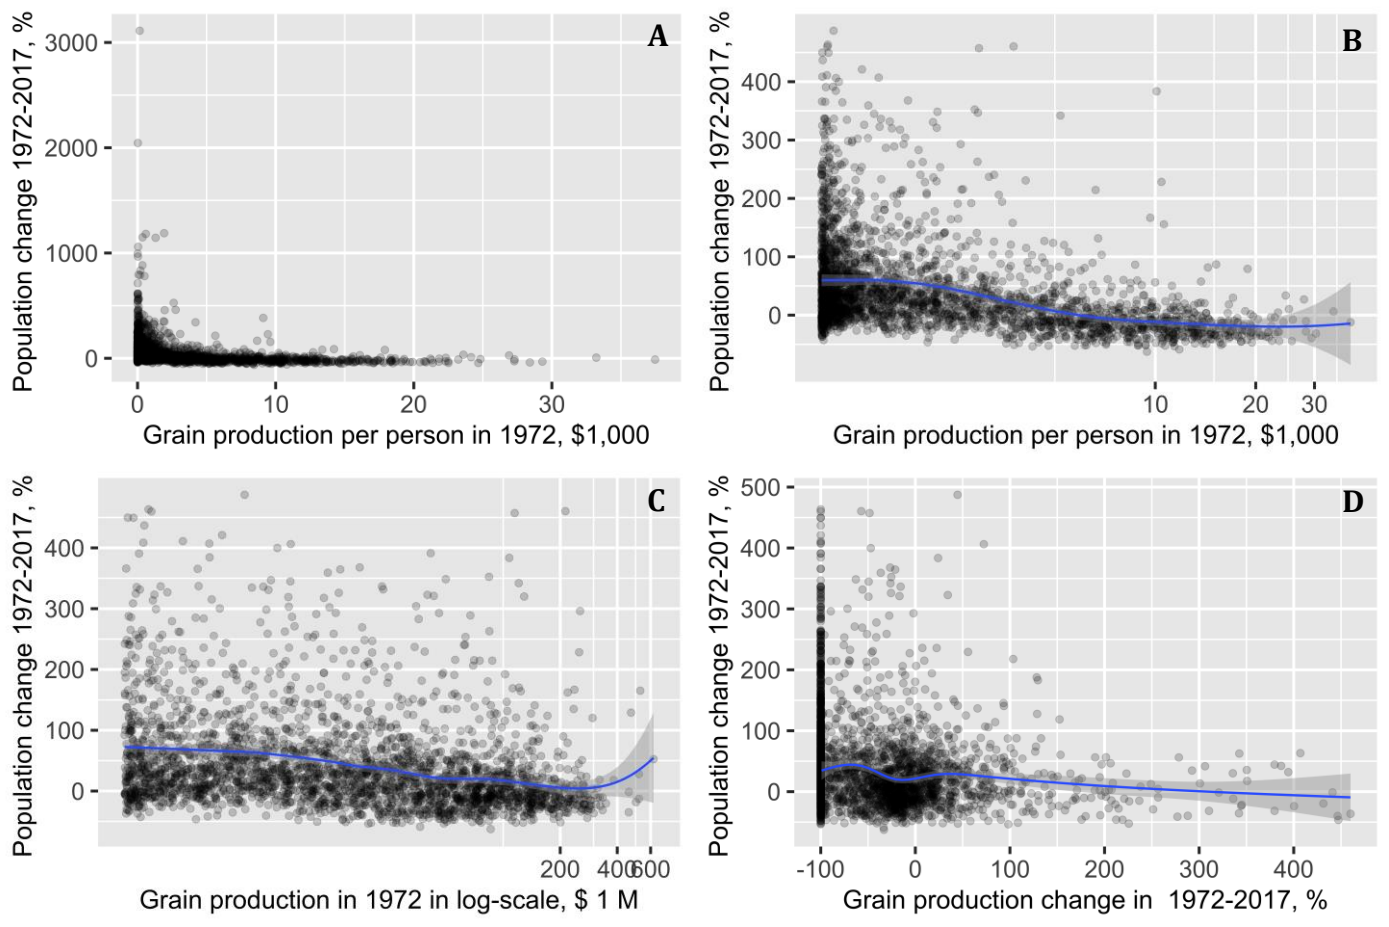 A
Population change 1972-2017, %
3000
2000
1000
0
0 10 20 30
Grain production per person in 1972, $1,000
B
Population change 1972-2017, %
400
300
200
100
0
10 20 30
Grain production per person in 1972, $1,000
C
Population change 1972-2017, %
400
300
200
100
0
200 400 600
Grain production in 1972 in log-scale, $ 1 M
D
Population change 1972-2017, %
500
400
300
200
100
0
-100 0 100 200 300 400
Grain production change in 1972-2017, %